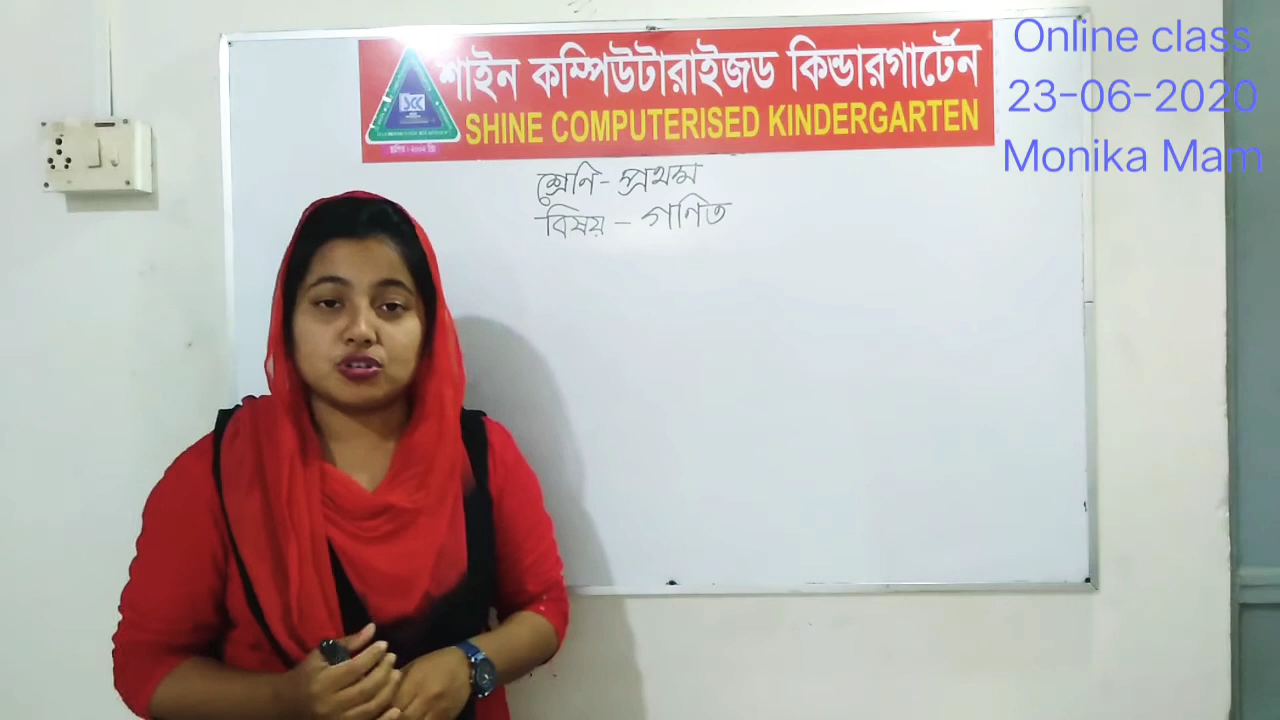 শাইন কম্পিউটারাইজড কিন্ডারগার্টেন
SHINE COMPUTERISED KINDERGARTEN
শ্রেনি - প্রথম
বিষয় - গণিত
Online class
23-06-2020
Monika Mam